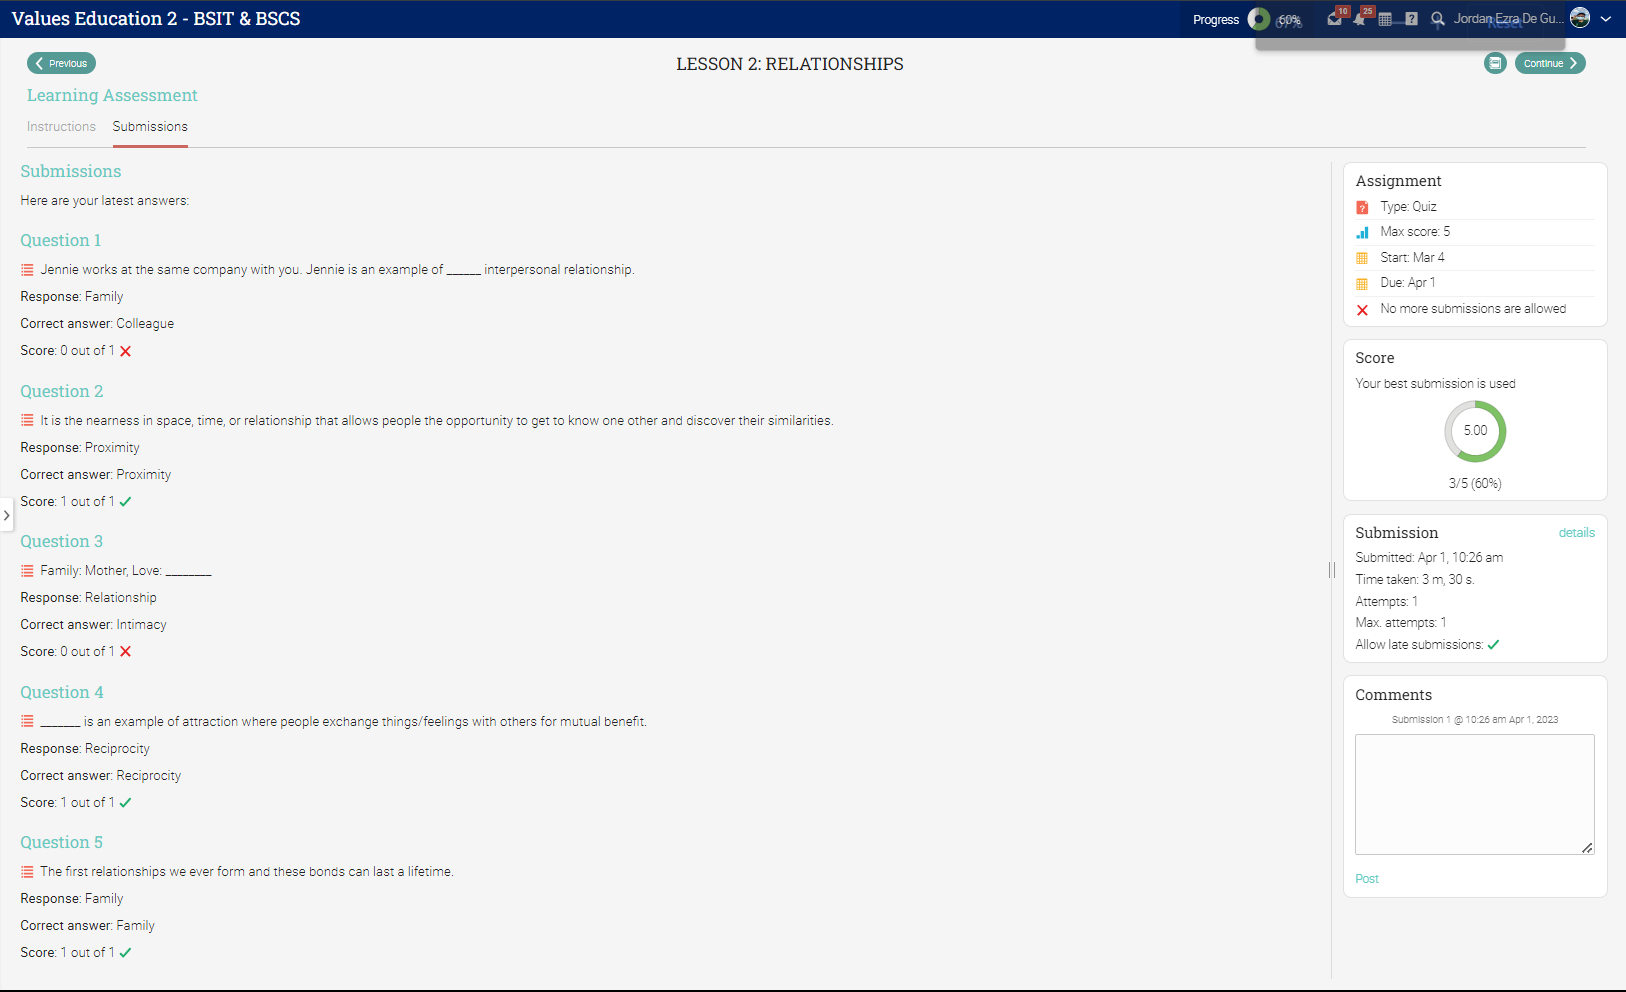 Values Education 2 - BSIT & BSCS
Progress 60% 10 25 Jordan Ezra De Gu...
Previous
LESSON 2: RELATIONSHIPS
Continue
Learning Assessment
Instructions Submissions
Submissions
Here are your latest answers:
Question 1
Jennie works at the same company with you. Jennie is an example of ______ interpersonal relationship.
Response: Family
Correct answer: Colleague
Score: 0 out of 1
Question 2
It is the nearness in space, time, or relationship that allows people the opportunity to get to know one other and discover their similarities.
Response: Proximity
Correct answer: Proximity
Score: 1 out of 1
Question 3
Family: Mother, Love: ________
Response: Relationship
Correct answer: Intimacy
Score: 0 out of 1
Question 4
_______ is an example of attraction where people exchange things/feelings with others for mutual benefit.
Response: Reciprocity
Correct answer: Reciprocity
Score: 1 out of 1
Question 5
The first relationships we ever form and these bonds can last a lifetime.
Response: Family
Correct answer: Family
Score: 1 out of 1
Assignment
Type: Quiz
Max score: 5
Start: Mar 4
Due: Apr 1
No more submissions are allowed
Score
Your best submission is used
5.00
3/5 (60%)
Submission details
Submitted: Apr 1, 10:26 am
Time taken: 3 m, 30 s.
Attempts: 1
Max. attempts: 1
Allow late submissions:
Comments
Submission 1 @ 10:26 am Apr 1, 2023
Post